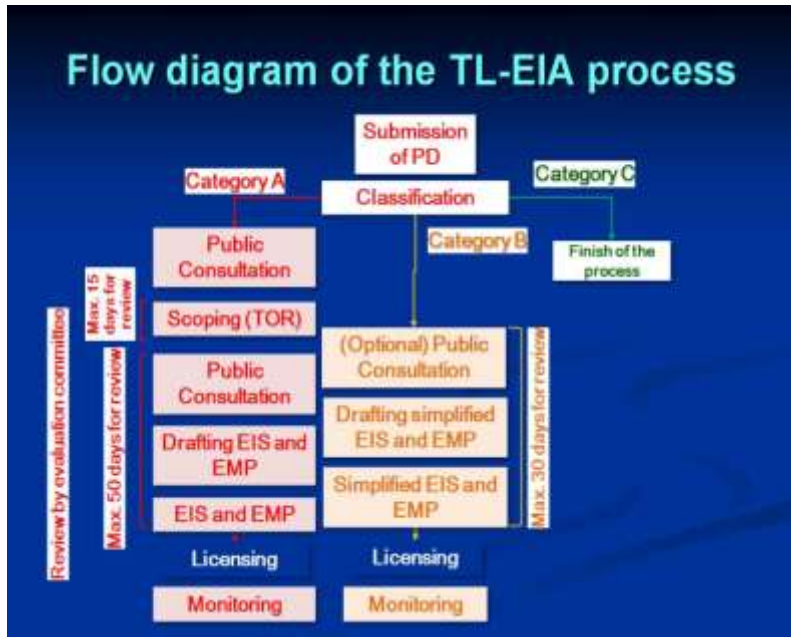 Flow diagram of the TL-EIA process
Submission
of PD
Category A
Classification
Category C
Category B
Finish of the
process
Public
Consultation
Scoping (TOR)
Public
Consultation
Drafting EIS and
EMP
EIS and EMP
Licensing
Monitoring
(Optional) Public
Consultation
Drafting simplified
EIS and EMP
Simplified EIS and
EMP
Licensing
Monitoring
Review by evaluation committee
Max. 15
days for
review
Max. 50 days for review
Max. 30 days for review